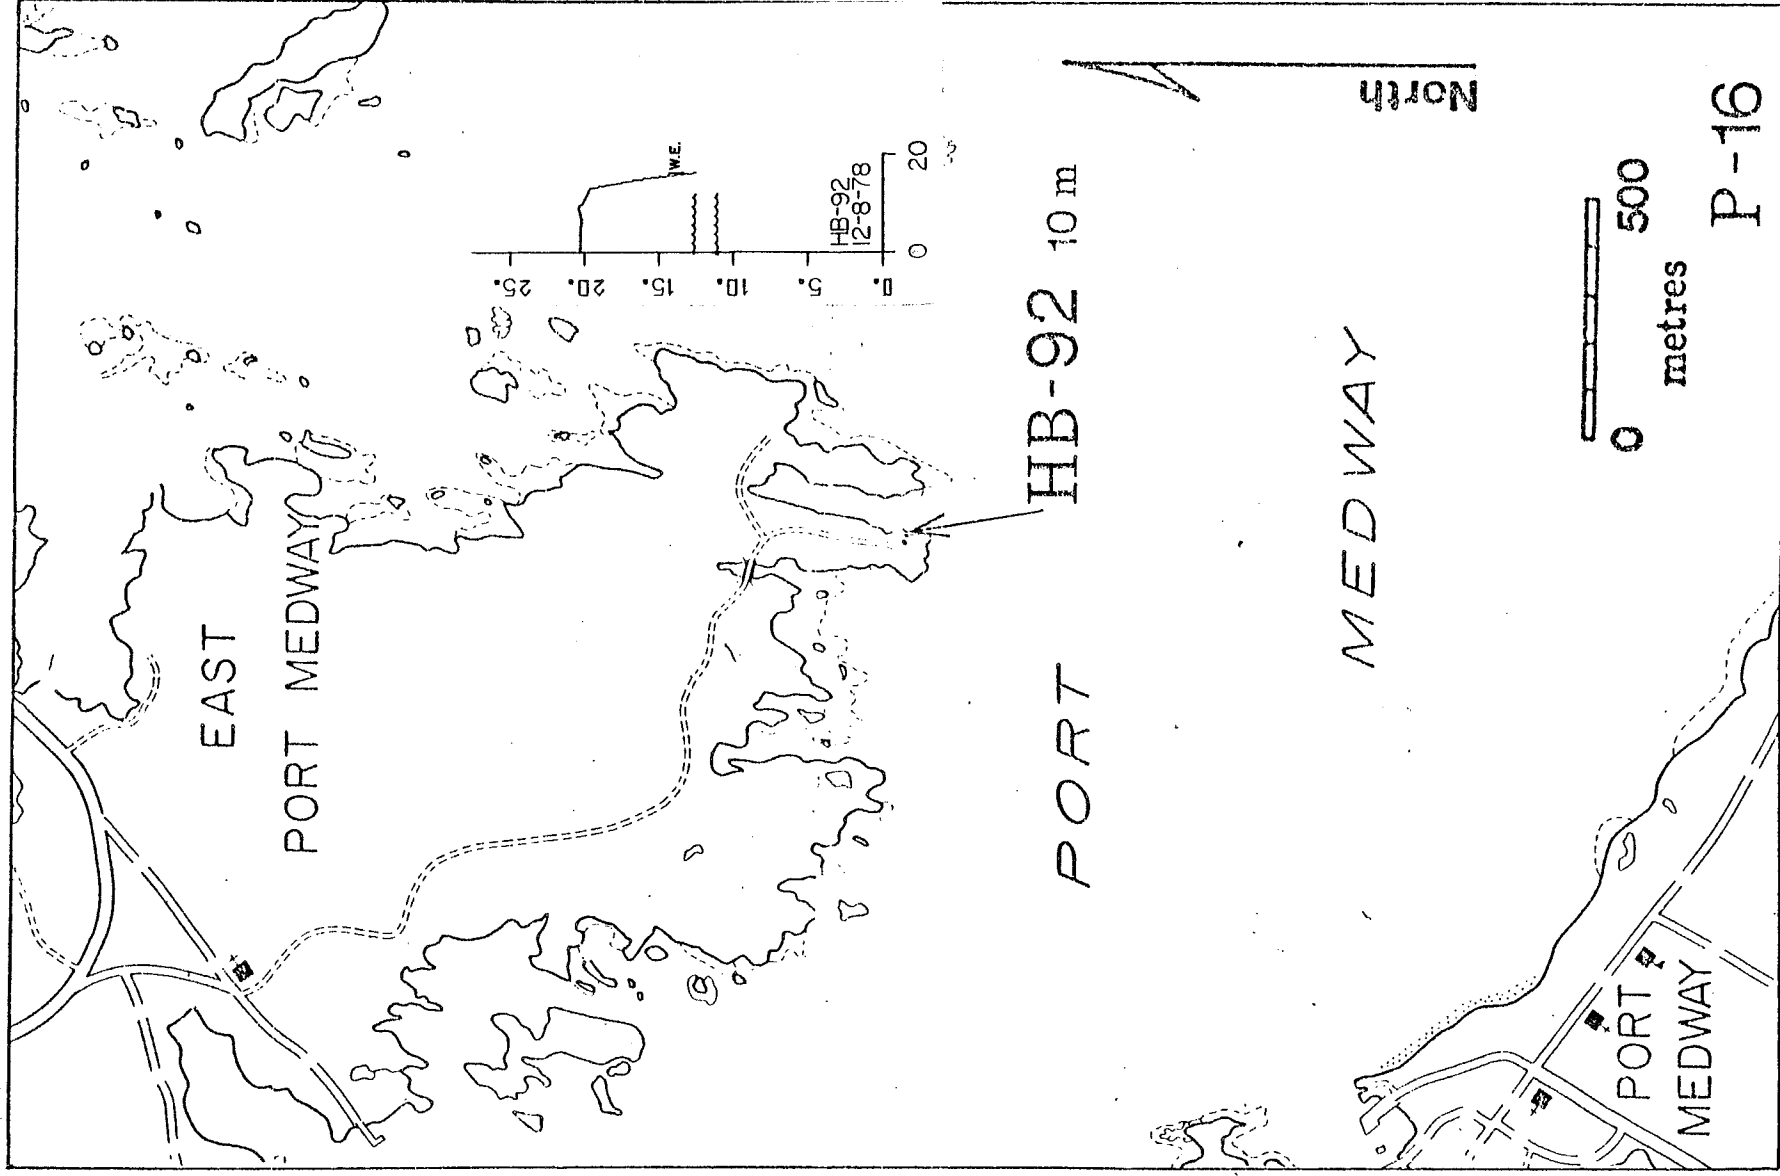 EAST
PORT MEDWAY
25.
20.
15.
10.
5.
0.
W.E.
HB-92
12-8-78
0 20
HB-92 10 m
North
PORT
MEDWAY
0 500
metres
P-16
PORT
MEDWAY